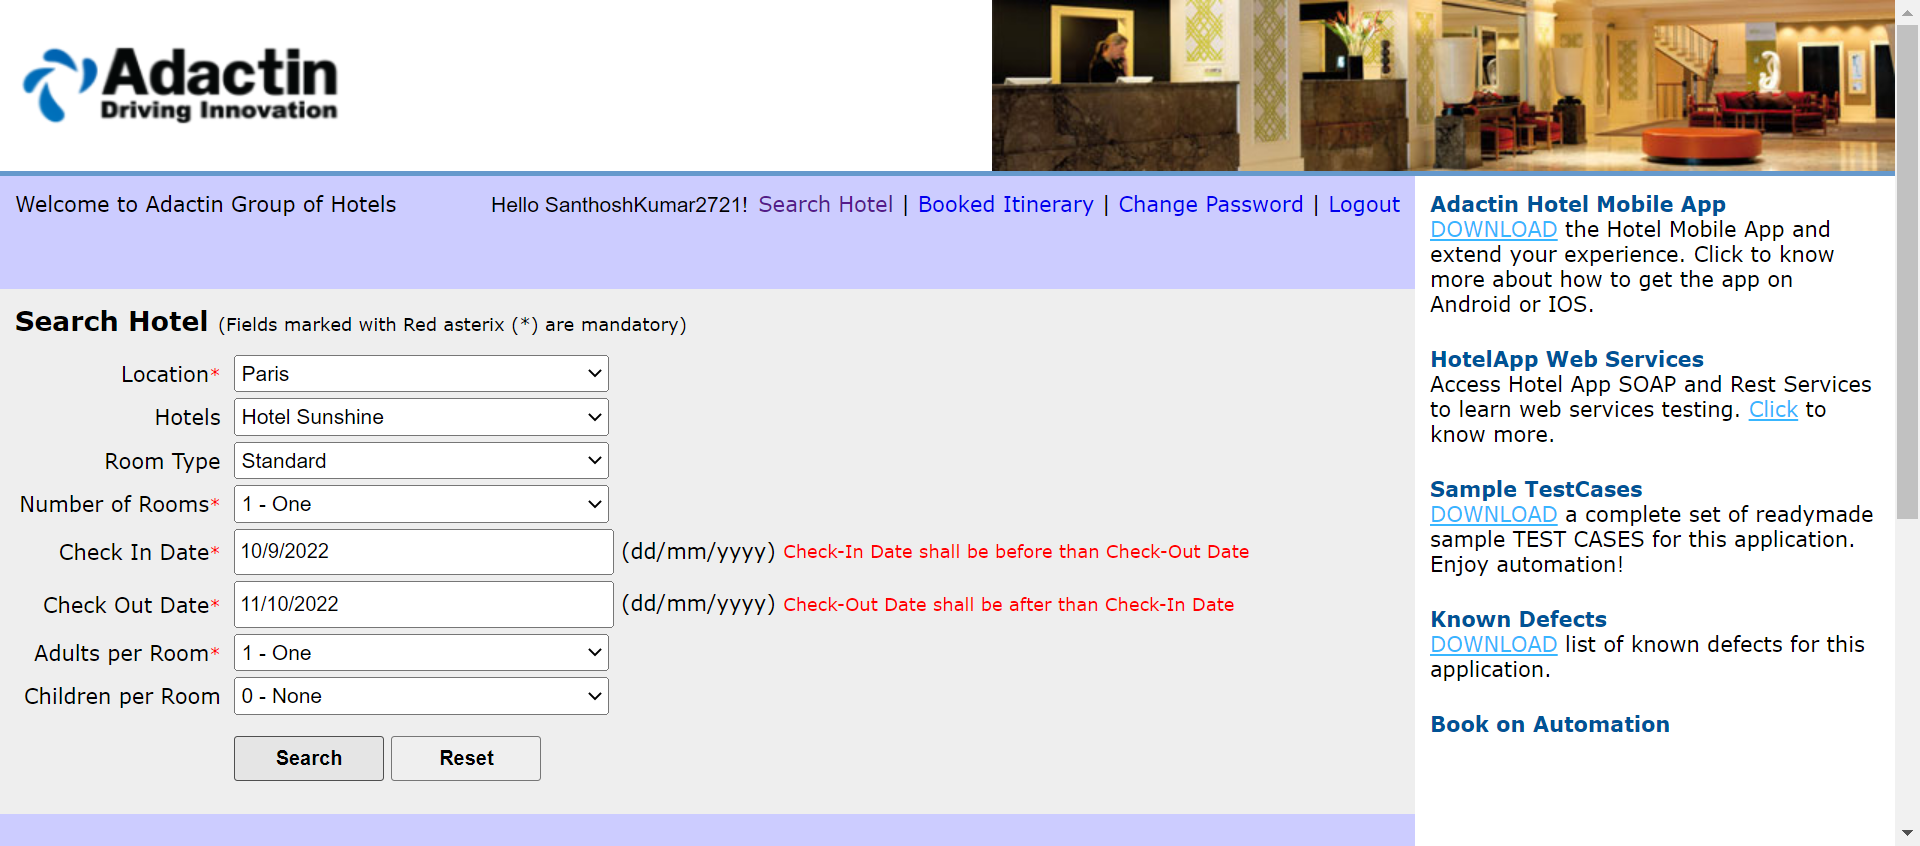 Adactin
Driving Innovation
Welcome to Adactin Group of Hotels
Hello SanthoshKumar2721! Search Hotel | Booked Itinerary | Change Password | Logout
Search Hotel (Fields marked with Red asterix (*) are mandatory)
Location* Paris
Hotels Hotel Sunshine
Room Type Standard
Number of Rooms* 1 - One
Check In Date* 10/9/2022 (dd/mm/yyyy) Check-In Date shall be before than Check-Out Date
Check Out Date* 11/10/2022 (dd/mm/yyyy) Check-Out Date shall be after than Check-In Date
Adults per Room* 1 - One
Children per Room 0 - None
Search Reset
Adactin Hotel Mobile App
DOWNLOAD the Hotel Mobile App and
extend your experience. Click to know
more about how to get the app on
Android or IOS.
HotelApp Web Services
Access Hotel App SOAP and Rest Services
to learn web services testing. Click to
know more.
Sample TestCases
DOWNLOAD a complete set of readymade
sample TEST CASES for this application.
Enjoy automation!
Known Defects
DOWNLOAD list of known defects for this
application.
Book on Automation